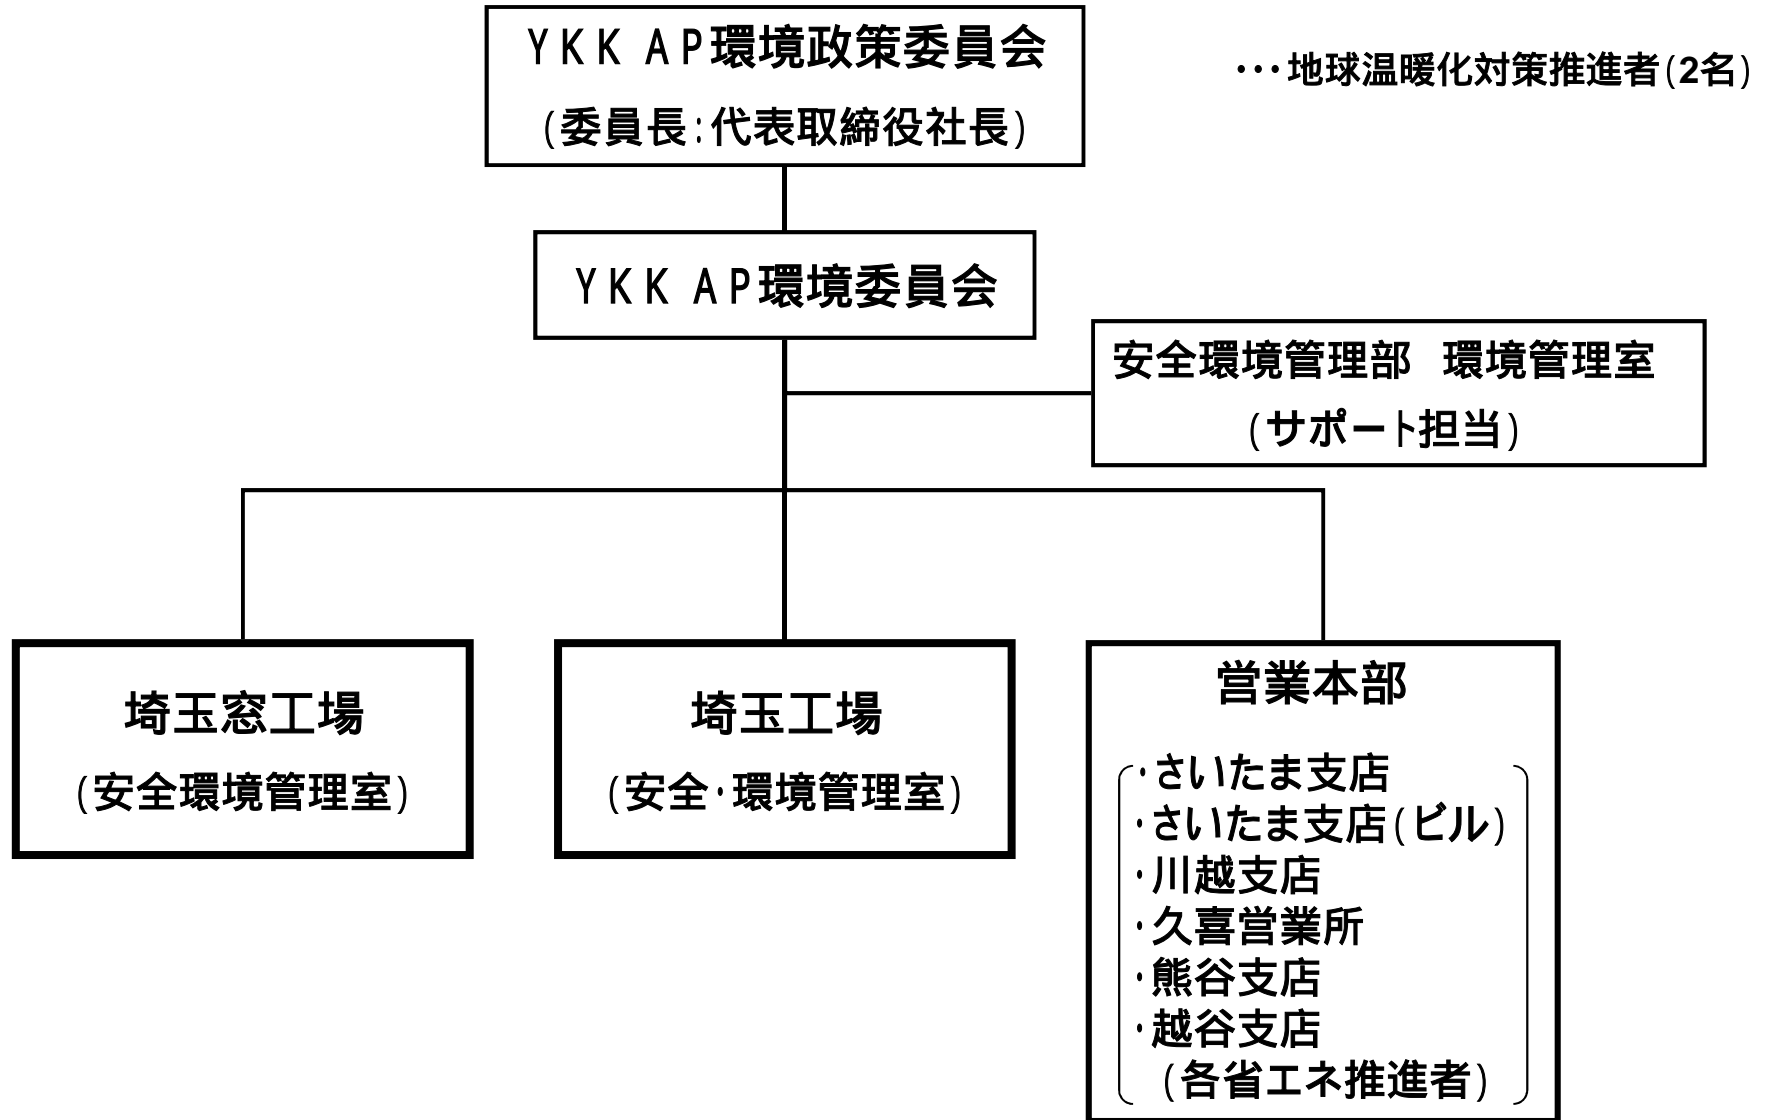 YKK AP環境政策委員会
(委員長:代表取締役社長)
･･･地球温暖化対策推進者(2名)
YKK AP環境委員会
安全環境管理部 環境管理室
(サポート担当)
埼玉窓工場
(安全環境管理室)
埼玉工場
(安全･環境管理室)
営業本部
･さいたま支店
･さいたま支店(ビル)
･川越支店
･久喜営業所
･熊谷支店
･越谷支店
(各省エネ推進者)